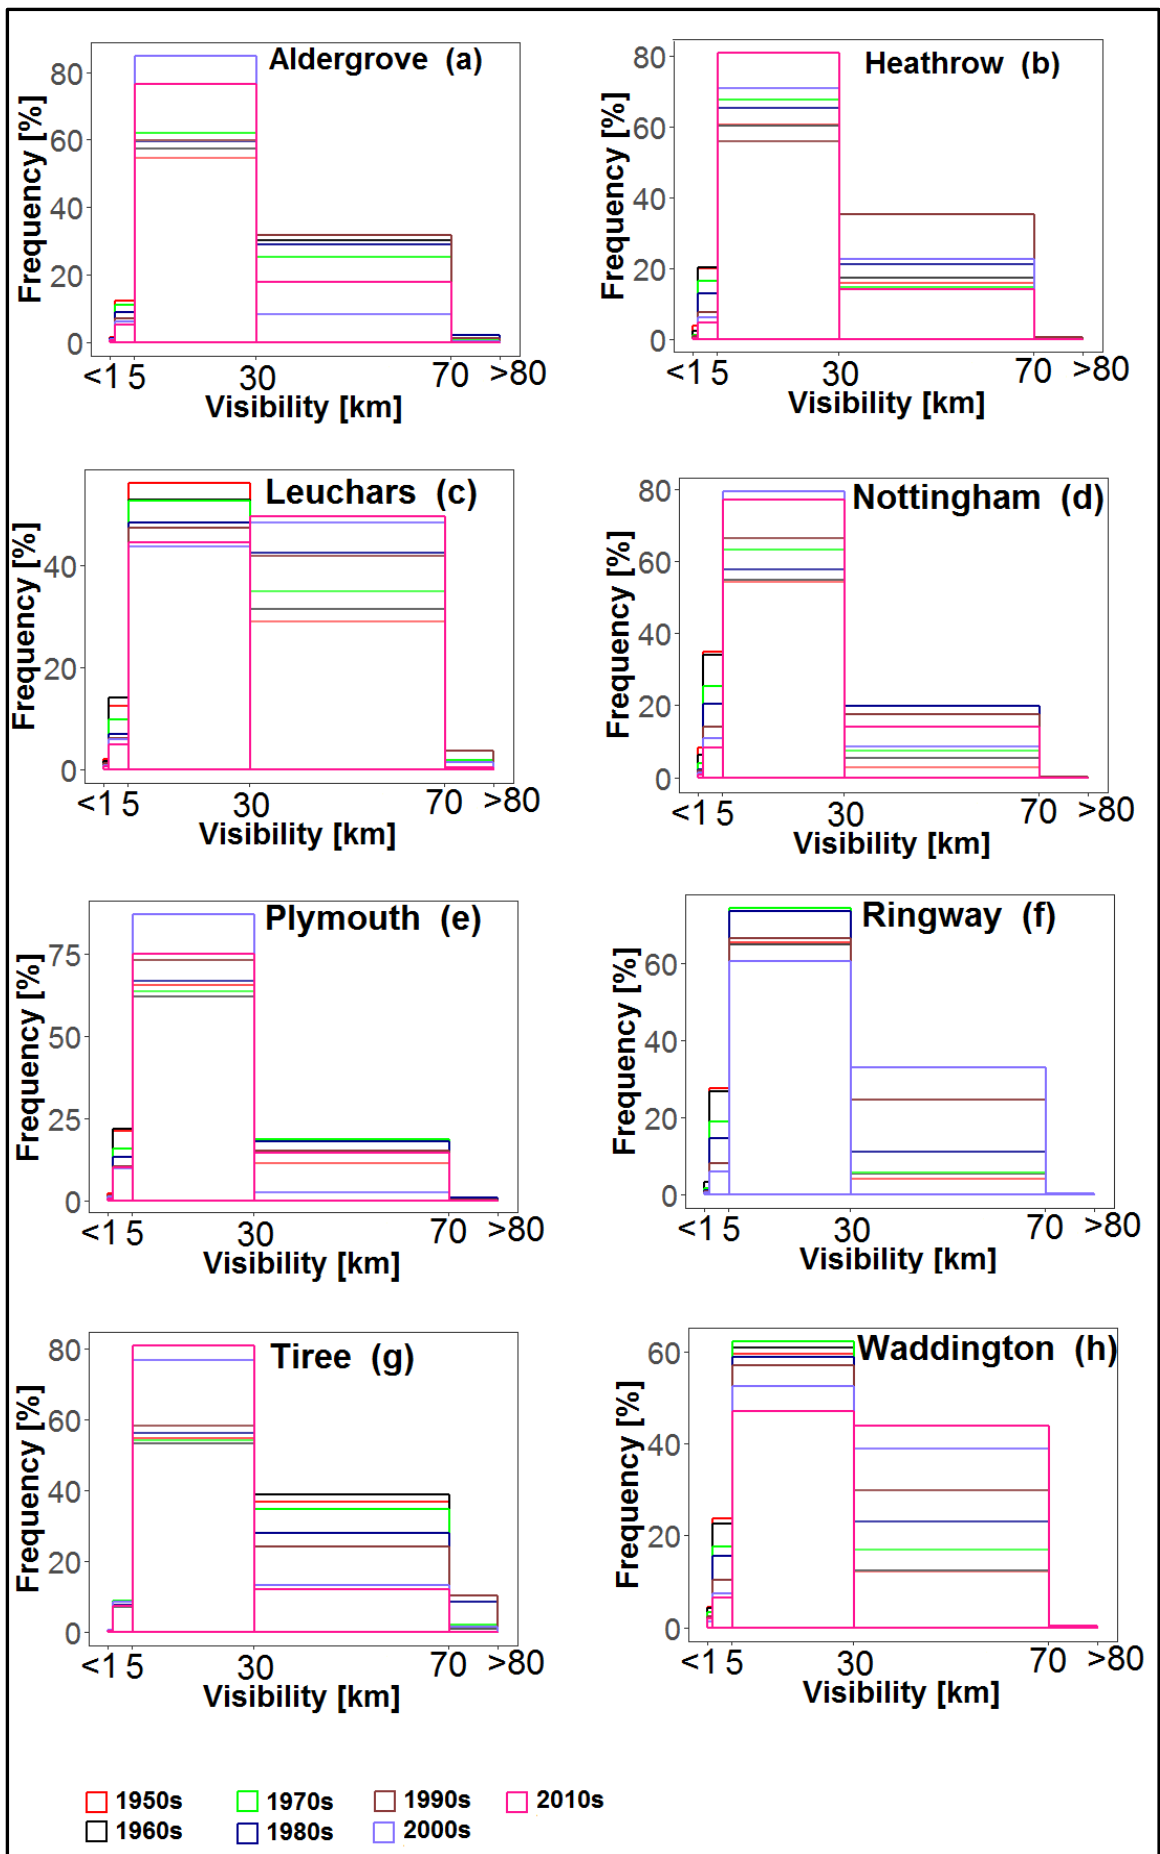 Aldergrove (a)
Frequency [%]
80
60
40
20
0
<1 5 30 70 >80
Visibility [km]
Heathrow (b)
Frequency [%]
80
60
40
20
0
<1 5 30 70 >80
Visibility [km]
Leuchars (c)
Frequency [%]
40
20
0
<1 5 30 70 >80
Visibility [km]
Nottingham (d)
Frequency [%]
80
60
40
20
0
<1 5 30 70 >80
Visibility [km]
Plymouth (e)
Frequency [%]
75
50
25
0
<1 5 30 70 >80
Visibility [km]
Ringway (f)
Frequency [%]
60
40
20
0
<1 5 30 70 >80
Visibility [km]
Tiree (g)
Frequency [%]
80
60
40
20
0
<1 5 30 70 >80
Visibility [km]
Waddington (h)
Frequency [%]
60
40
20
0
<1 5 30 70 >80
Visibility [km]
1950s 1970s 1990s 2010s
1960s 1980s 2000s